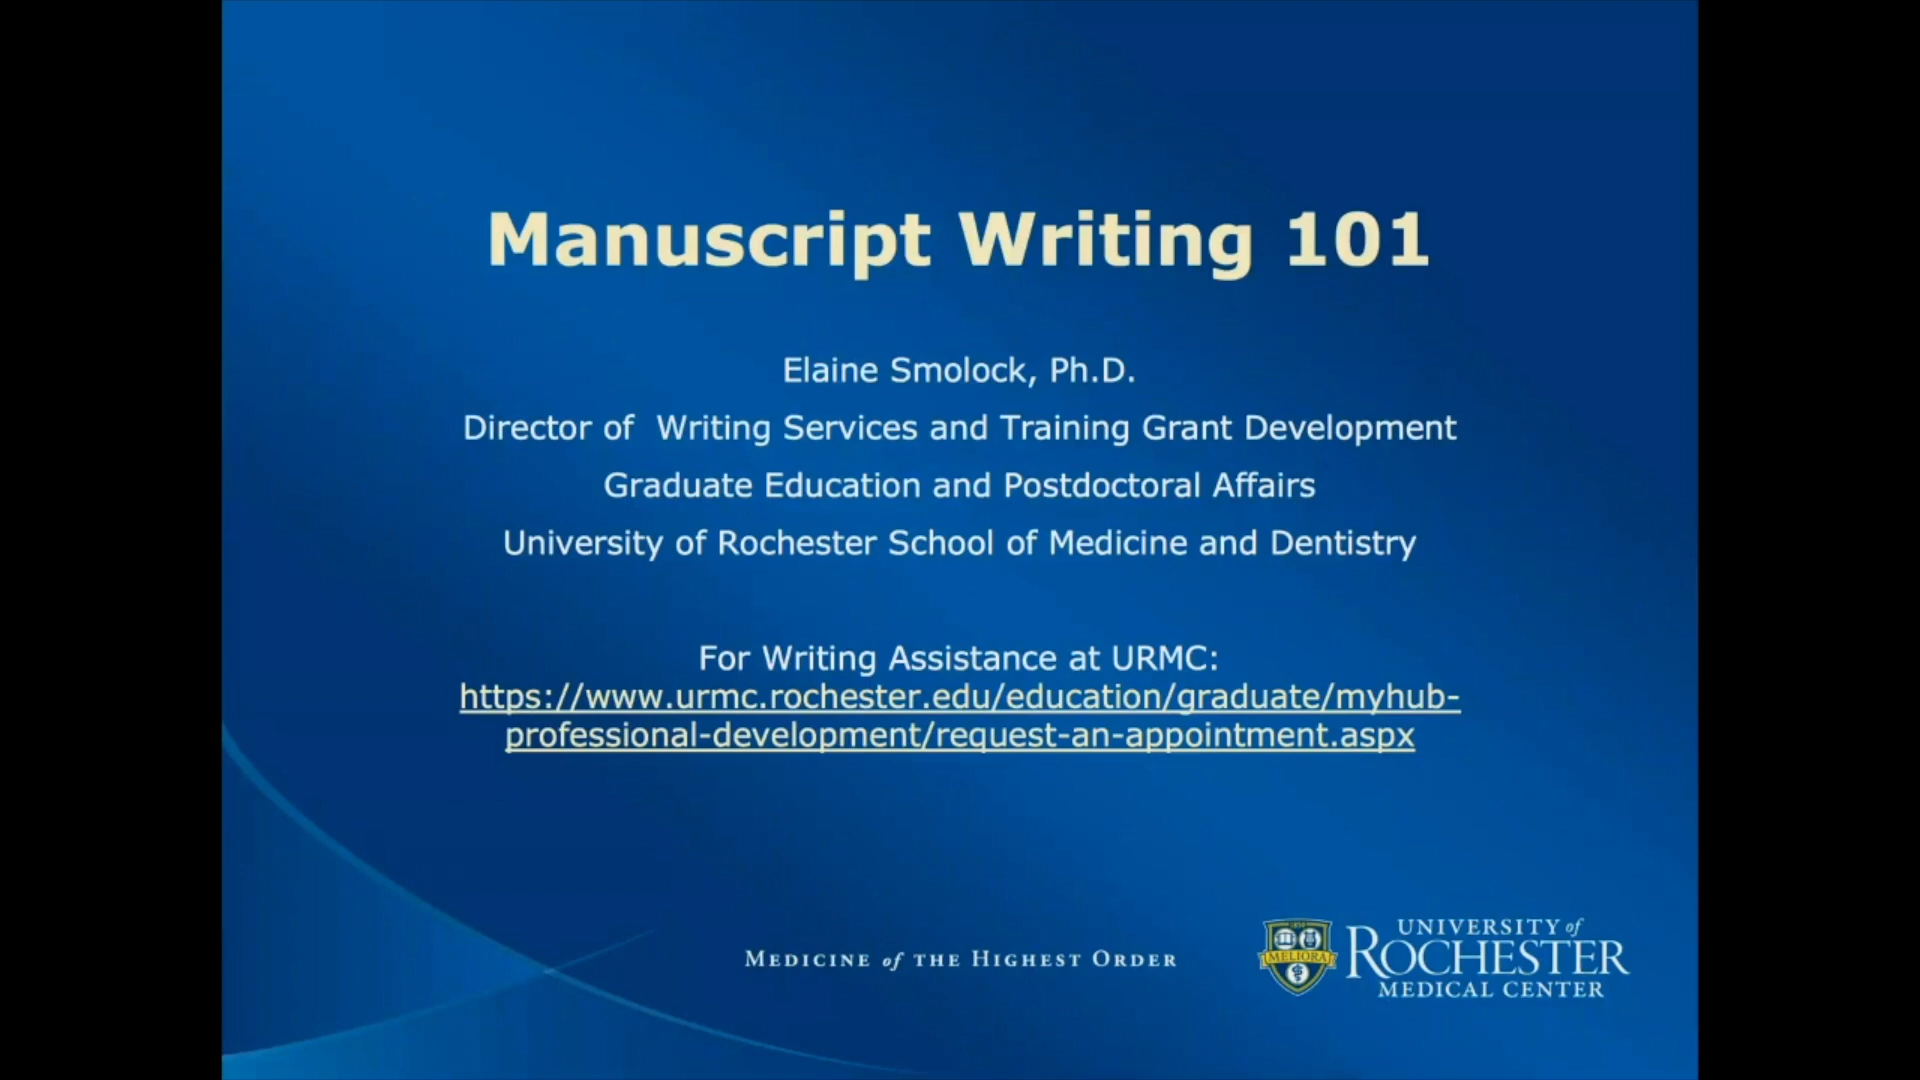 Manuscript Writing 101
Elaine Smolock, Ph.D.
Director of  Writing Services and Training Grant Development
Graduate Education and Postdoctoral Affairs
University of Rochester School of Medicine and Dentistry
For Writing Assistance at URMC:
https://www.urmc.rochester.edu/education/graduate/myhub-
professional-development/request-an-appointment.aspx
MEDICINE of THE HIGHEST ORDER
1850
MELIORA
UNIVERSITY of
ROCHESTER
MEDICAL CENTER